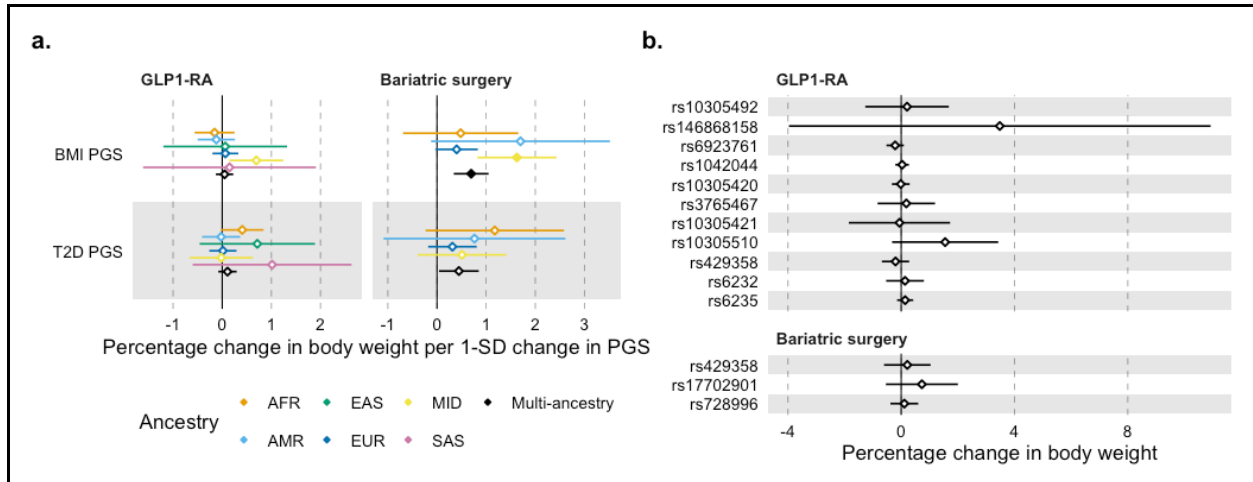 a.
GLP1-RA
Bariatric surgery
BMI PGS
T2D PGS
-1 0 1 2
-1 0 1 2 3
Percentage change in body weight per 1-SD change in PGS
Ancestry
AFR EAS MID Multi-ancestry
AMR EUR SAS
b.
GLP1-RA
rs10305492
rs146868158
rs6923761
rs1042044
rs10305420
rs3765467
rs10305421
rs10305510
rs429358
rs6232
rs6235
Bariatric surgery
rs429358
rs17702901
rs728996
-4 0 4 8
Percentage change in body weight